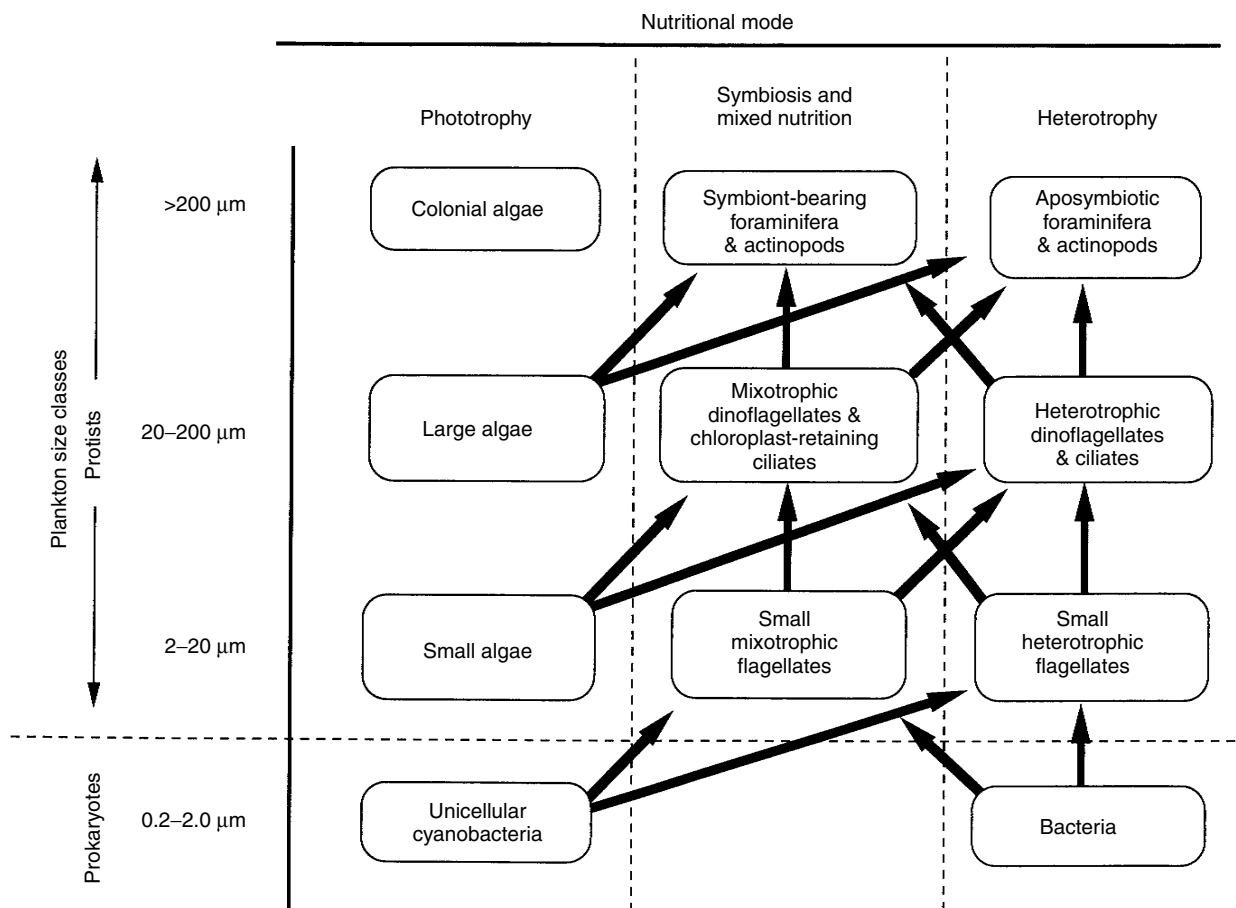 Nutritional mode
Phototrophy
Symbiosis and
mixed nutrition
Heterotrophy
Plankton size classes
Protists
Prokaryotes
>200 μm
Colonial algae
Symbiont-bearing
foraminifera
& actinopods
Aposymbiotic
foraminifera
& actinopods
20–200 μm
Large algae
Mixotrophic
dinoflagellates &
chloroplast-retaining
ciliates
Heterotrophic
dinoflagellates
& ciliates
2–20 μm
Small algae
Small
mixotrophic
flagellates
Small
heterotrophic
flagellates
0.2–2.0 μm
Unicellular
cyanobacteria
Bacteria